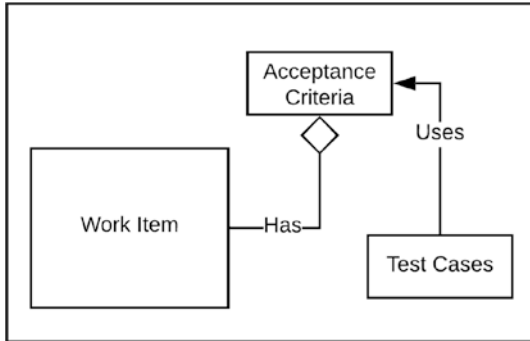 Acceptance
Criteria
Uses
Work Item
Has
Test Cases